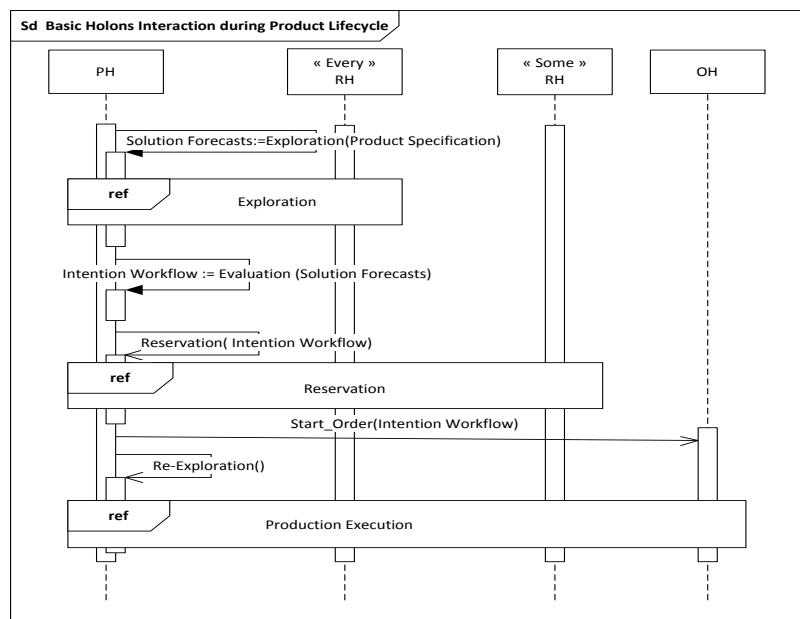 Sd Basic Holons Interaction during Product Lifecycle
PH
« Every »
RH
« Some »
RH
OH
Solution Forecasts:=Exploration(Product Specification)
ref
Exploration
Intention Workflow := Evaluation (Solution Forecasts)
Reservation( Intention Workflow)
ref
Reservation
Start_Order(Intention Workflow)
Re-Exploration()
ref
Production Execution